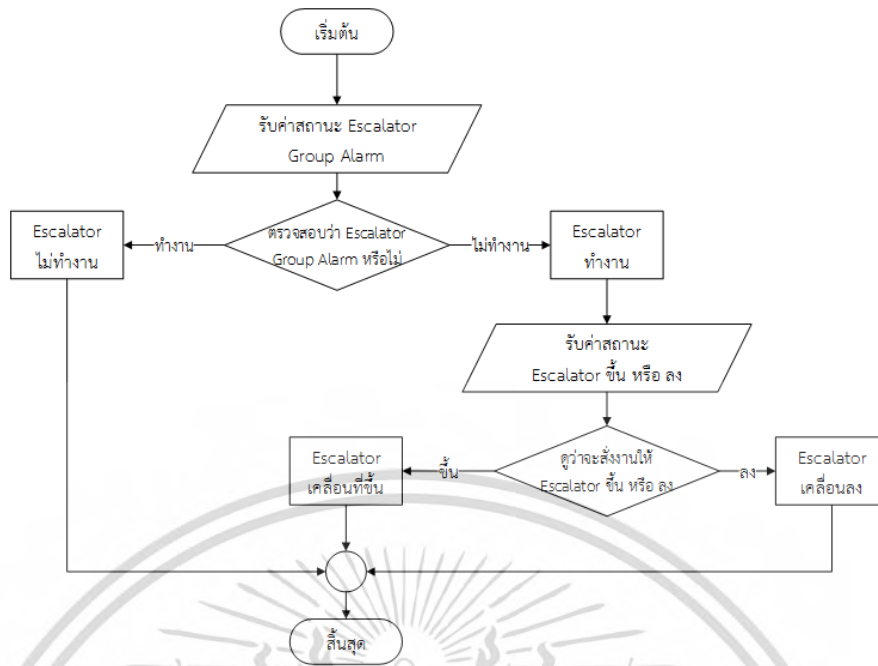 เริ่มต้น
รับค่าสถานะ Escalator
Group Alarm
ตรวจสอบว่า Escalator
Group Alarm หรือไม่
ทำงาน
ไม่ทำงาน
Escalator
ไม่ทำงาน
Escalator
ทำงาน
รับค่าสถานะ
Escalator ขึ้น หรือ ลง
ดูว่าจะสั่งงานให้
Escalator ขึ้น หรือ ลง
ขึ้น
ลง
Escalator
เคลื่อนที่ขึ้น
Escalator
เคลื่อนลง
สิ้นสุด